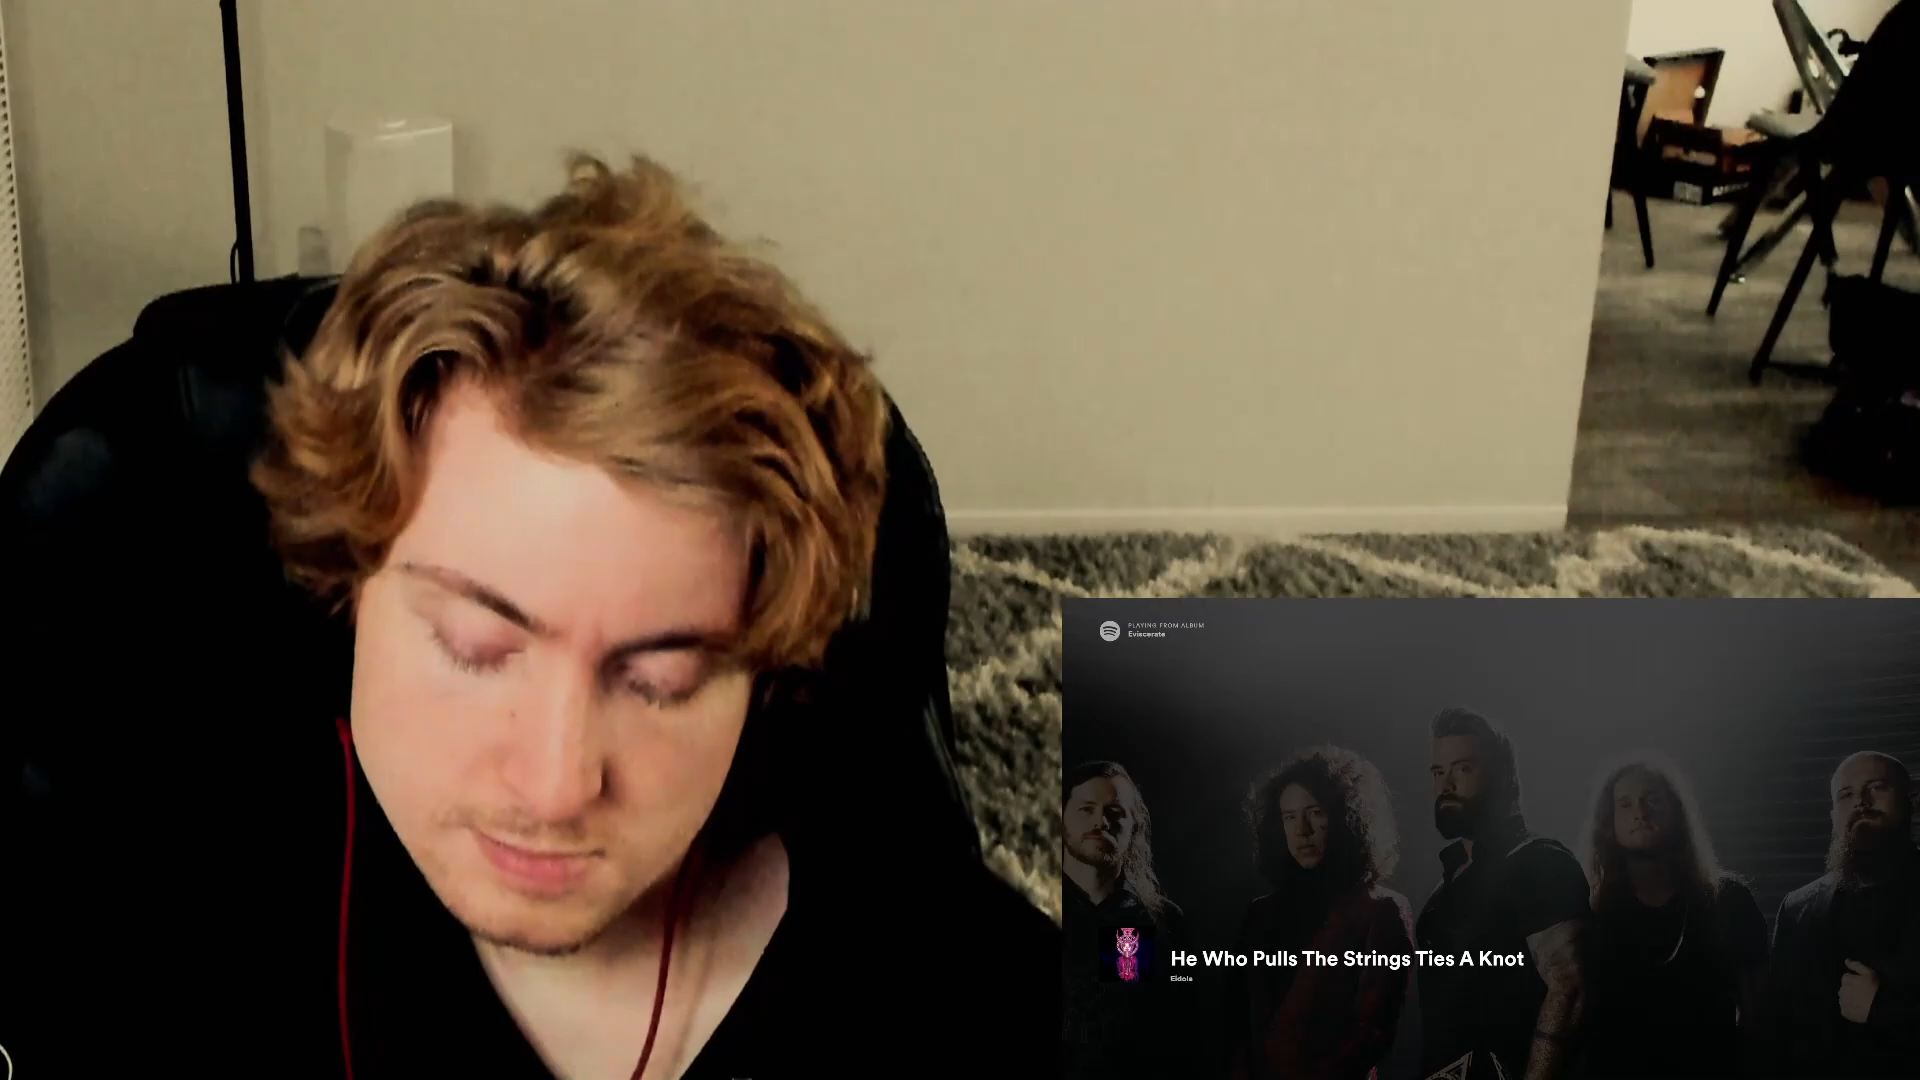 PLAYING FROM ALBUM
Eviscerate
He Who Pulls The Strings Ties A Knot
Eidola